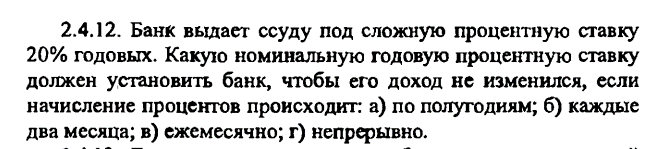 2.4.12. Банк выдает ссуду под сложную процентную ставку
20% годовых. Какую номинальную годовую процентную ставку
должен установить банк, чтобы его доход не изменился, если
начисление процентов происходит: а) по полугодиям; б) каждые
два месяца; в) ежемесячно; г) непрерывно.